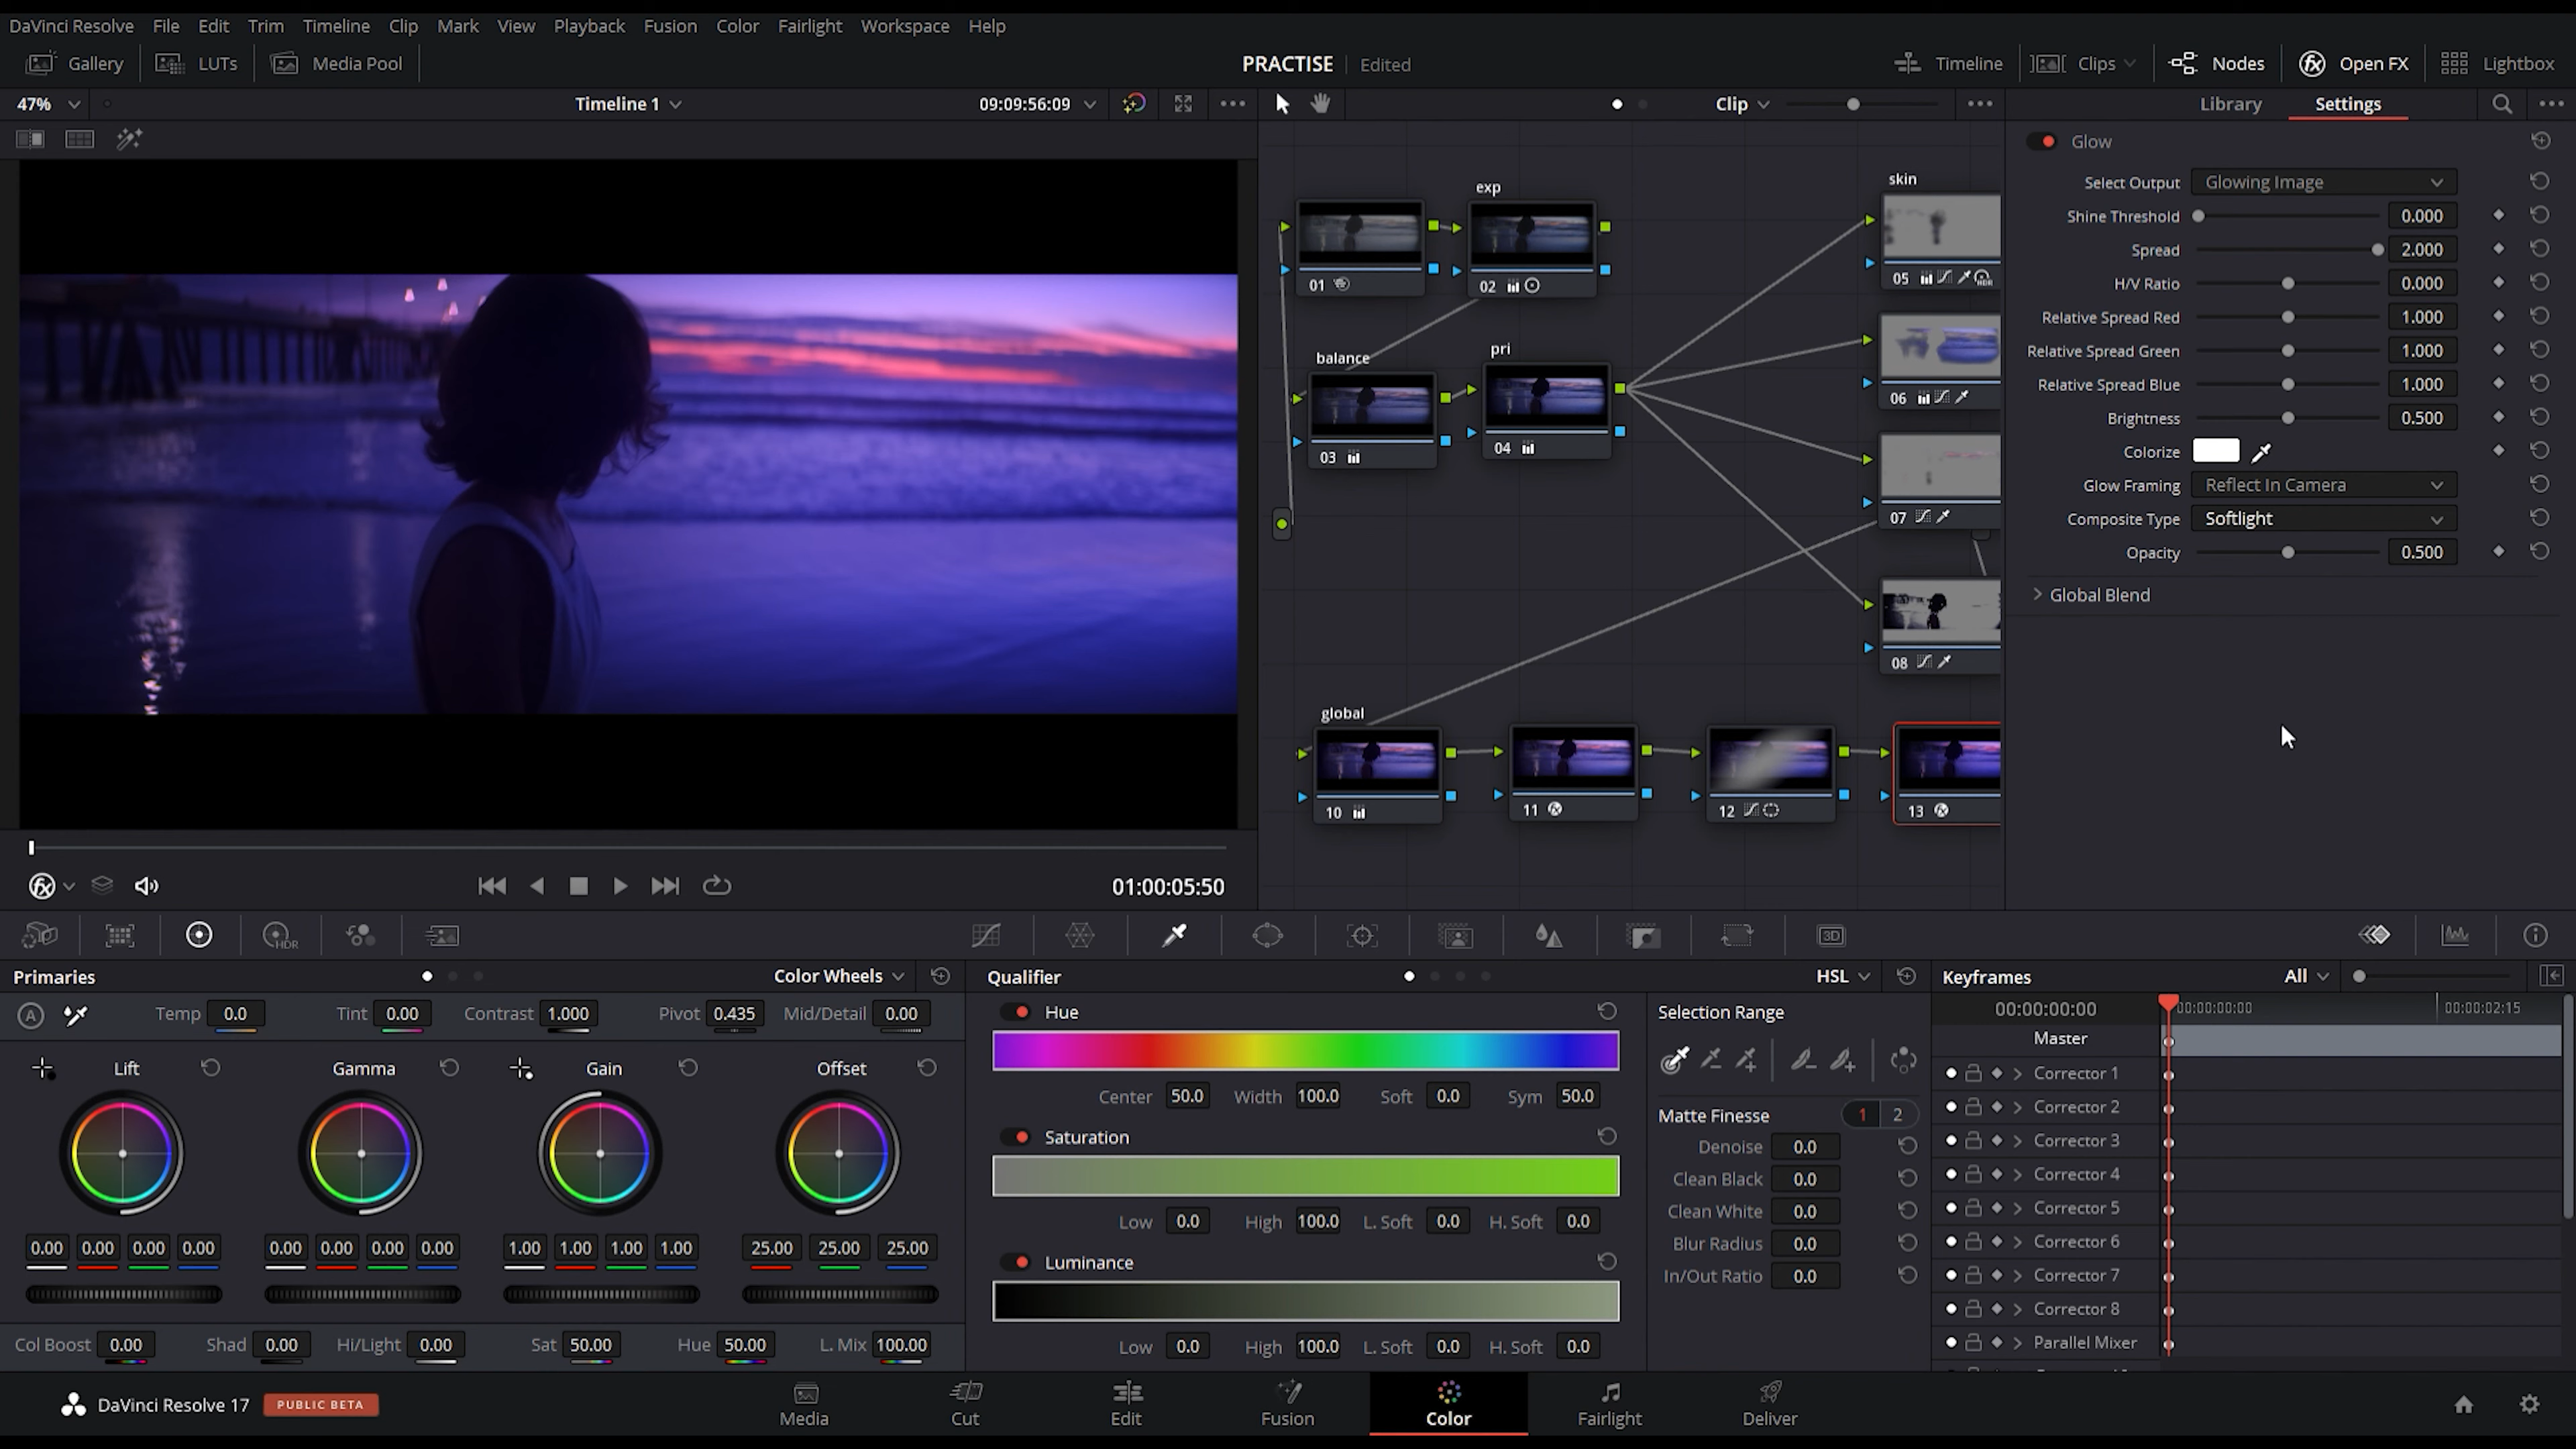 DaVinci Resolve File Edit Trim Timeline Clip Mark View Playback Fusion Color Fairlight Workspace Help
Gallery LUTs Media Pool PRACTISE Edited Timeline Clips Nodes Open FX Lightbox
47% Timeline 1 09:09:56:09 Clip Library Settings
Glow
Select Output Glowing Image
Shine Threshold 0.000
Spread 2.000
H/V Ratio 0.000
Relative Spread Red 1.000
Relative Spread Green 1.000
Relative Spread Blue 1.000
Brightness 0.500
Colorize
Glow Framing Reflect In Camera
Composite Type Softlight
Opacity 0.500
Global Blend
exp skin
01 02 05
balance pri
06
03 04
07
08
global
10 11 12 13
01:00:05:50
HDR 3D
Primaries Color Wheels
Temp 0.0 Tint 0.00 Contrast 1.000 Pivot 0.435 Mid/Detail 0.00
Lift Gamma Gain Offset
0.00 0.00 0.00 0.00 0.00 0.00 0.00 0.00 1.00 1.00 1.00 1.00 25.00 25.00 25.00
Col Boost 0.00 Shad 0.00 Hi/Light 0.00 Sat 50.00 Hue 50.00 L. Mix 100.00
Qualifier HSL
Hue
Center 50.0 Width 100.0 Soft 0.0 Sym 50.0
Saturation
Low 0.0 High 100.0 L. Soft 0.0 H. Soft 0.0
Luminance
Low 0.0 High 100.0 L. Soft 0.0 H. Soft 0.0
Selection Range
Matte Finesse 1 2
Denoise 0.0
Clean Black 0.0
Clean White 0.0
Blur Radius 0.0
In/Out Ratio 0.0
Keyframes All
00:00:00:00 00:00:00:00 00:00:02:15
Master
Corrector 1
Corrector 2
Corrector 3
Corrector 4
Corrector 5
Corrector 6
Corrector 7
Corrector 8
Parallel Mixer
DaVinci Resolve 17 PUBLIC BETA Media Cut Edit Fusion Color Fairlight Deliver